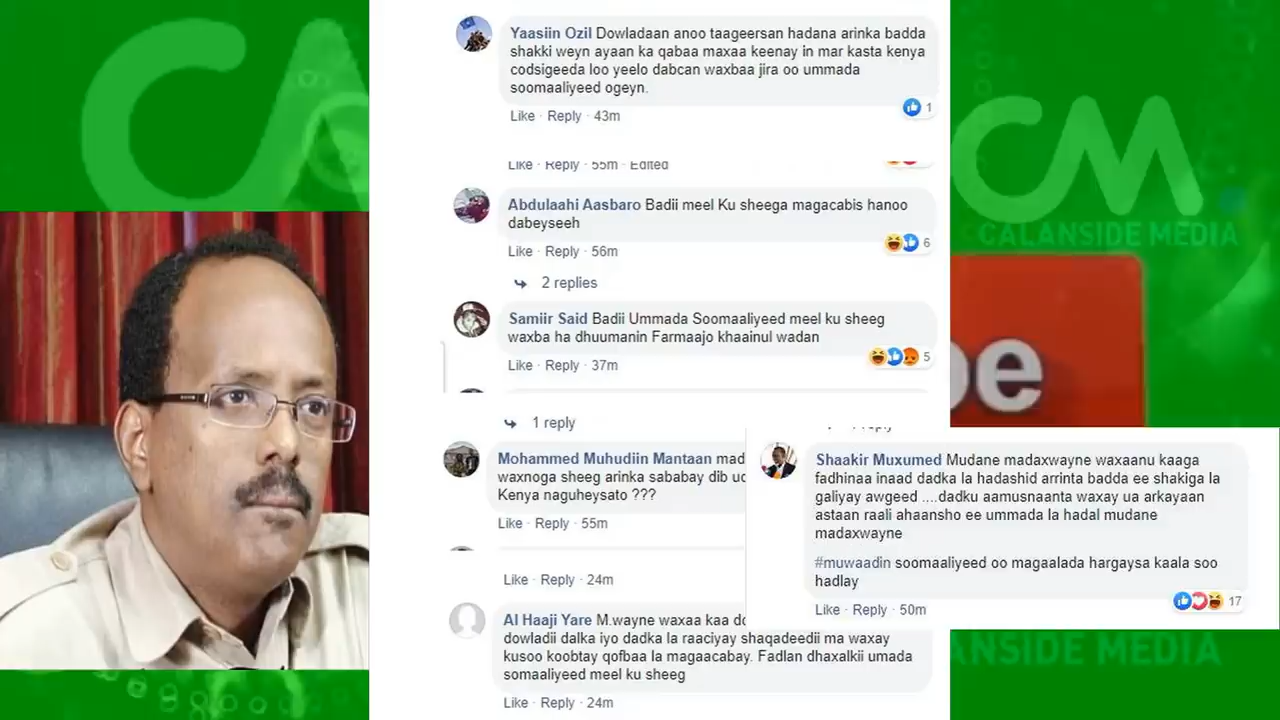 Yaasiin Ozil Dowladaan anoo taageersan hadana arinka badda
shakki weyn ayaan ka qabaa maxaa keenay in mar kasta kenya
codsigeeda loo yeelo dabcan waxbaa jira oo ummada
soomaaliyeed ogeyn.
1
Like · Reply · 43m
Like · Reply · 55m · Edited
Abdulaahi Aasbaro Badii meel Ku sheega magacabis hanoo
dabeyseeh
6
Like · Reply · 56m
2 replies
Samiir Said Badii Ummada Soomaaliyeed meel ku sheeg
waxba ha dhuumanin Farmaajo khaainul wadan
5
Like · Reply · 37m
1 reply
Mohammed Muhudiin Mantaan mad
waxnoga sheeg arinka sababay dib
Kenya naguheysato ???
Like · Reply · 55m
Like · Reply · 24m
Al Haaji Yare M.wayne waxaa kaa
dowladii dalka iyo dadka la raaciyay shaqadeedii ma waxay
kusoo koobtay qofbaa la magaacabay. Fadlan dhaxalkii umada
somaaliyeed meel ku sheeg
Like · Reply · 24m
Shaakir Muxumed Mudane madaxwayne waxaanu kaaga
fadhinaa inaad dadka la hadashid arrinta badda ee shakiga la
galiyay awgeed ....dadku aamusnaanta waxay ua arkayaan
astaan raali ahaansho ee ummada la hadal mudane
madaxwayne
#muwaadin soomaaliyeed oo magaalada hargaysa kaala soo
hadlay
17
Like · Reply · 50m
CM
CALANSIDE MEDIA
be
ANSIDE MEDIA